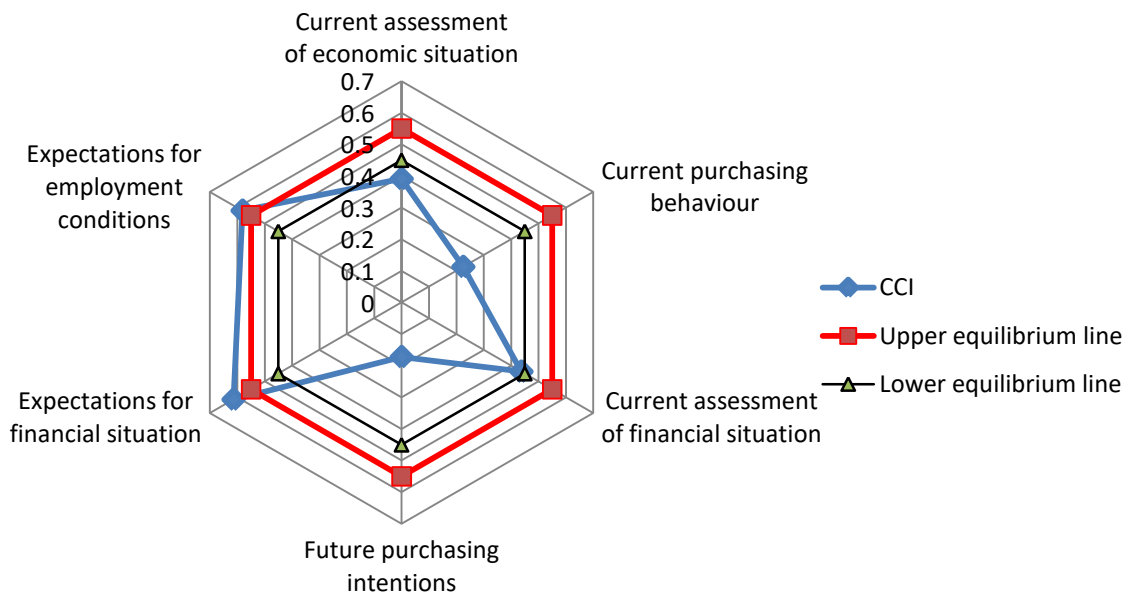 Current assessment
of economic situation
0.7
0.6
0.5
0.4
0.3
0.2
0.1
0
Expectations for
employment
conditions
Current purchasing
behaviour
CCI
Upper equilibrium line
Lower equilibrium line
Expectations for
financial situation
Current assessment
of financial situation
Future purchasing
intentions